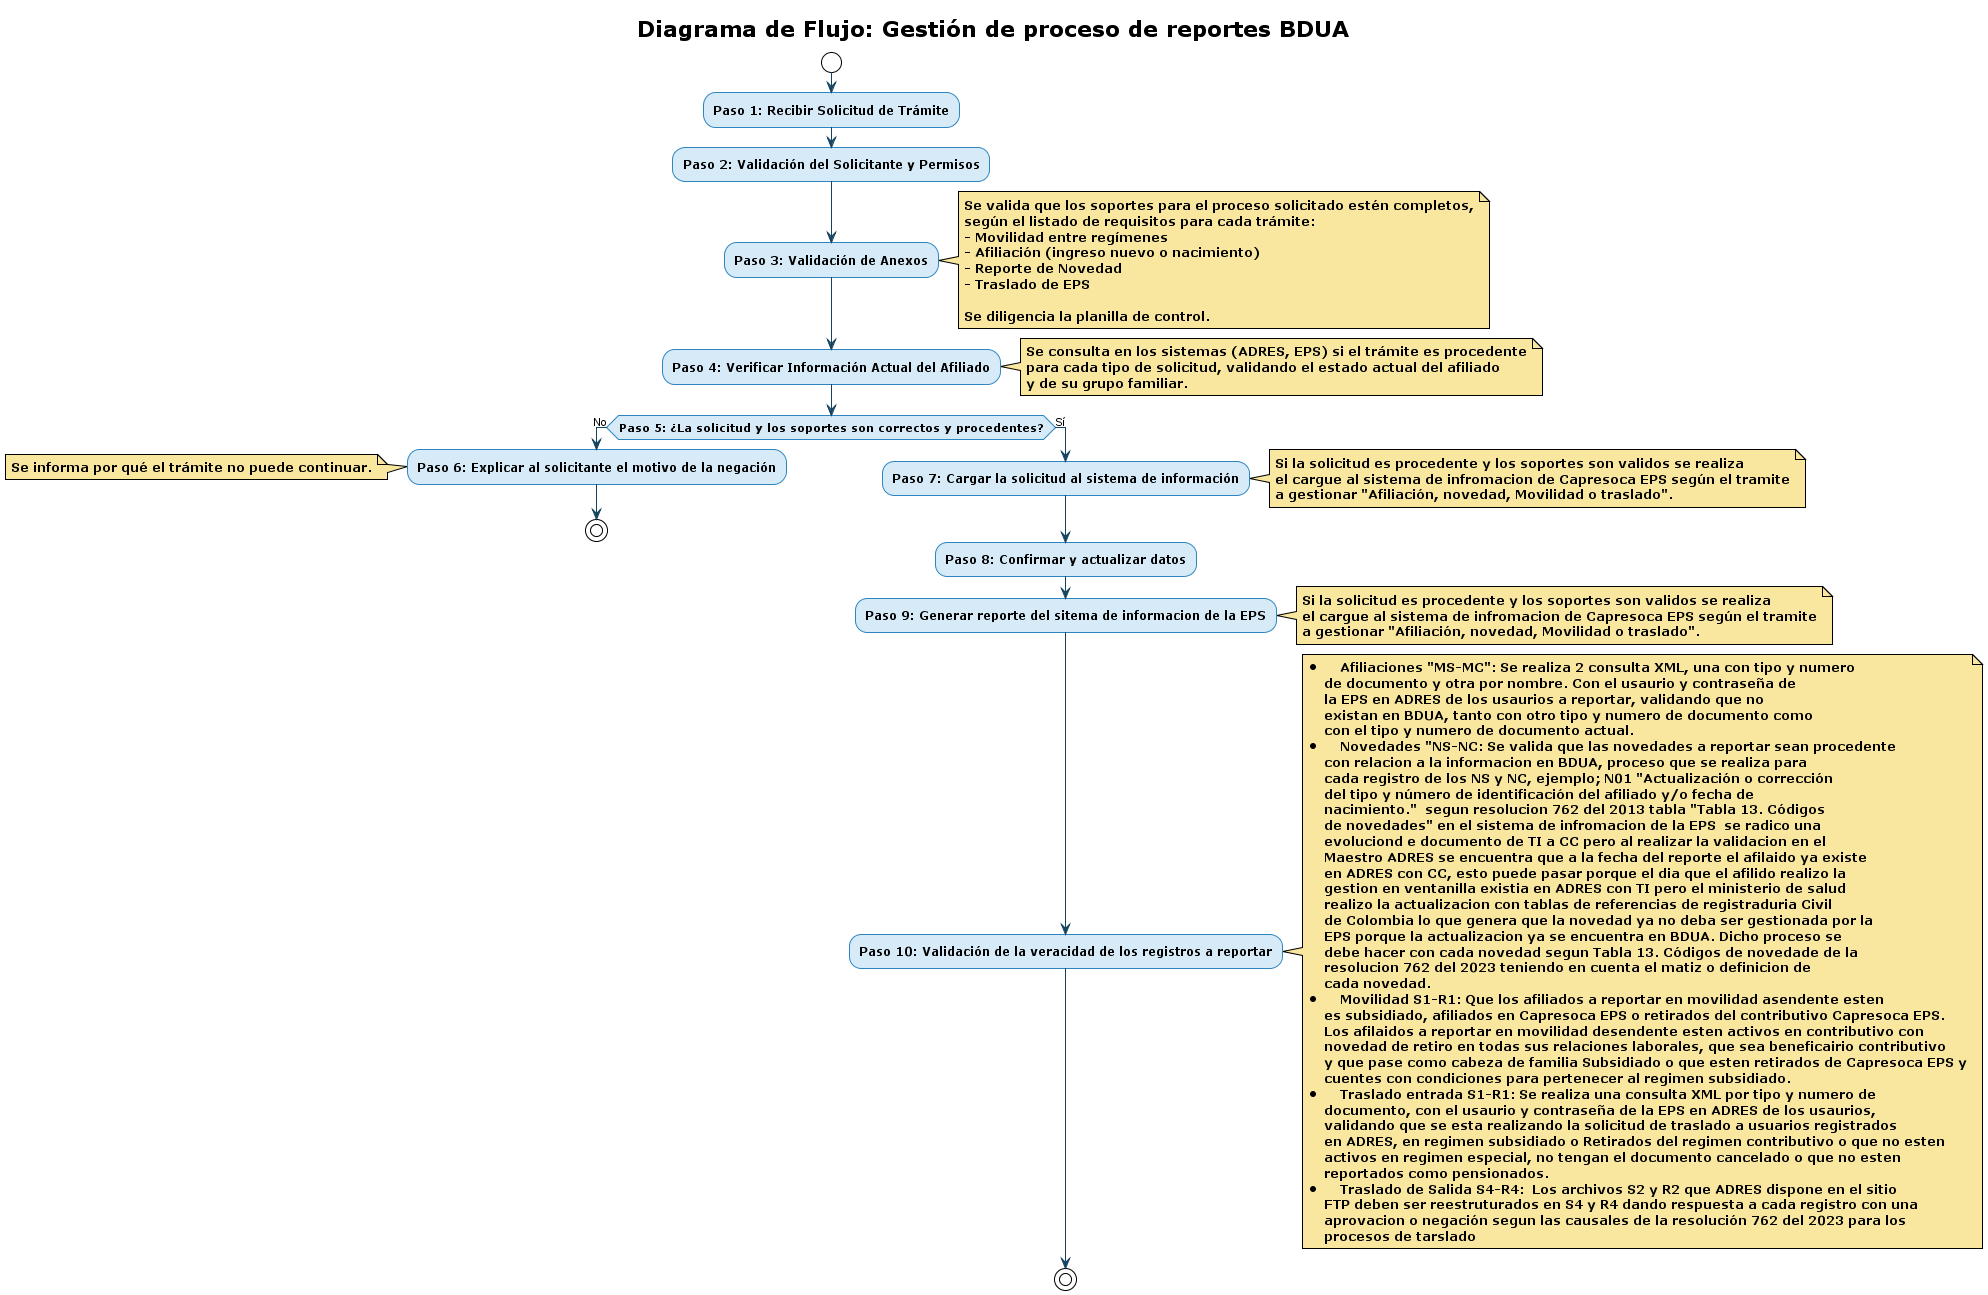 Diagrama de Flujo: Gestión de proceso de reportes BDUA
Paso 1: Recibir Solicitud de Trámite
Paso 2: Validación del Solicitante y Permisos
Paso 3: Validación de Anexos
Se valida que los soportes para el proceso solicitado estén completos,
según el listado de requisitos para cada trámite:
- Movilidad entre regímenes
- Afiliación (ingreso nuevo o nacimiento)
- Reporte de Novedad
- Traslado de EPS
Se diligencia la planilla de control.
Paso 4: Verificar Información Actual del Afiliado
Se consulta en los sistemas (ADRES, EPS) si el trámite es procedente
para cada tipo de solicitud, validando el estado actual del afiliado
y de su grupo familiar.
No
Paso 5: ¿La solicitud y los soportes son correctos y procedentes?
Sí
Se informa por qué el trámite no puede continuar.
Paso 6: Explicar al solicitante el motivo de la negación
Paso 7: Cargar la solicitud al sistema de información
Si la solicitud es procedente y los soportes son validos se realiza
el cargue al sistema de infromacion de Capresoca EPS según el tramite
a gestionar "Afiliación, novedad, Movilidad o traslado".
Paso 8: Confirmar y actualizar datos
Paso 9: Generar reporte del sitema de informacion de la EPS
Si la solicitud es procedente y los soportes son validos se realiza
el cargue al sistema de infromacion de Capresoca EPS según el tramite
a gestionar "Afiliación, novedad, Movilidad o traslado".
Paso 10: Validación de la veracidad de los registros a reportar
• Afiliaciones "MS-MC": Se realiza 2 consulta XML, una con tipo y numero
de documento y otra por nombre. Con el usaurio y contraseña de
la EPS en ADRES de los usaurios a reportar, validando que no
existan en BDUA, tanto con otro tipo y numero de documento como
con el tipo y numero de documento actual.
• Novedades "NS-NC: Se valida que las novedades a reportar sean procedente
con relacion a la informacion en BDUA, proceso que se realiza para
cada registro de los NS y NC, ejemplo; N01 "Actualización o corrección
del tipo y número de identificación del afiliado y/o fecha de
nacimiento."  segun resolucion 762 del 2013 tabla "Tabla 13. Códigos
de novedades" en el sistema de infromacion de la EPS  se radico una
evoluciond e documento de TI a CC pero al realizar la validacion en el
Maestro ADRES se encuentra que a la fecha del reporte el afilaido ya existe
en ADRES con CC, esto puede pasar porque el dia que el afilido realizo la
gestion en ventanilla existia en ADRES con TI pero el ministerio de salud
realizo la actualizacion con tablas de referencias de registraduria Civil
de Colombia lo que genera que la novedad ya no deba ser gestionada por la
EPS porque la actualizacion ya se encuentra en BDUA. Dicho proceso se
debe hacer con cada novedad segun Tabla 13. Códigos de novedade de la
resolucion 762 del 2023 teniendo en cuenta el matiz o definicion de
cada novedad.
• Movilidad S1-R1: Que los afiliados a reportar en movilidad asendente esten
es subsidiado, afiliados en Capresoca EPS o retirados del contributivo Capresoca EPS.
Los afilaidos a reportar en movilidad desendente esten activos en contributivo con
novedad de retiro en todas sus relaciones laborales, que sea beneficairio contributivo
y que pase como cabeza de familia Subsidiado o que esten retirados de Capresoca EPS y
cuentes con condiciones para pertenecer al regimen subsidiado.
• Traslado entrada S1-R1: Se realiza una consulta XML por tipo y numero de
documento, con el usaurio y contraseña de la EPS en ADRES de los usaurios,
validando que se esta realizando la solicitud de traslado a usuarios registrados
en ADRES, en regimen subsidiado o Retirados del regimen contributivo o que no esten
activos en regimen especial, no tengan el documento cancelado o que no esten
reportados como pensionados.
• Traslado de Salida S4-R4:  Los archivos S2 y R2 que ADRES dispone en el sitio
FTP deben ser reestruturados en S4 y R4 dando respuesta a cada registro con una
aprovacion o negación segun las causales de la resolución 762 del 2023 para los
procesos de tarslado